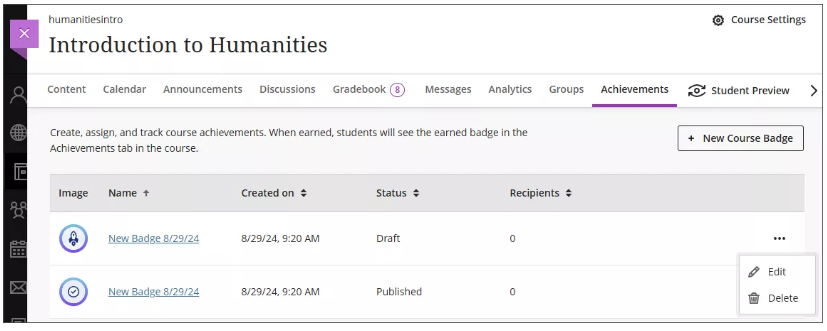 humanitiesintro
Course Settings
Introduction to Humanities
Content Calendar Announcements Discussions Gradebook 8 Messages Analytics Groups Achievements Student Preview
Create, assign, and track course achievements. When earned, students will see the earned badge in the
Achievements tab in the course.
+ New Course Badge
Image Name Created on Status Recipients
New Badge 8/29/24 8/29/24, 9:20 AM Draft 0
Edit
New Badge 8/29/24 8/29/24, 9:20 AM Published 0
Delete